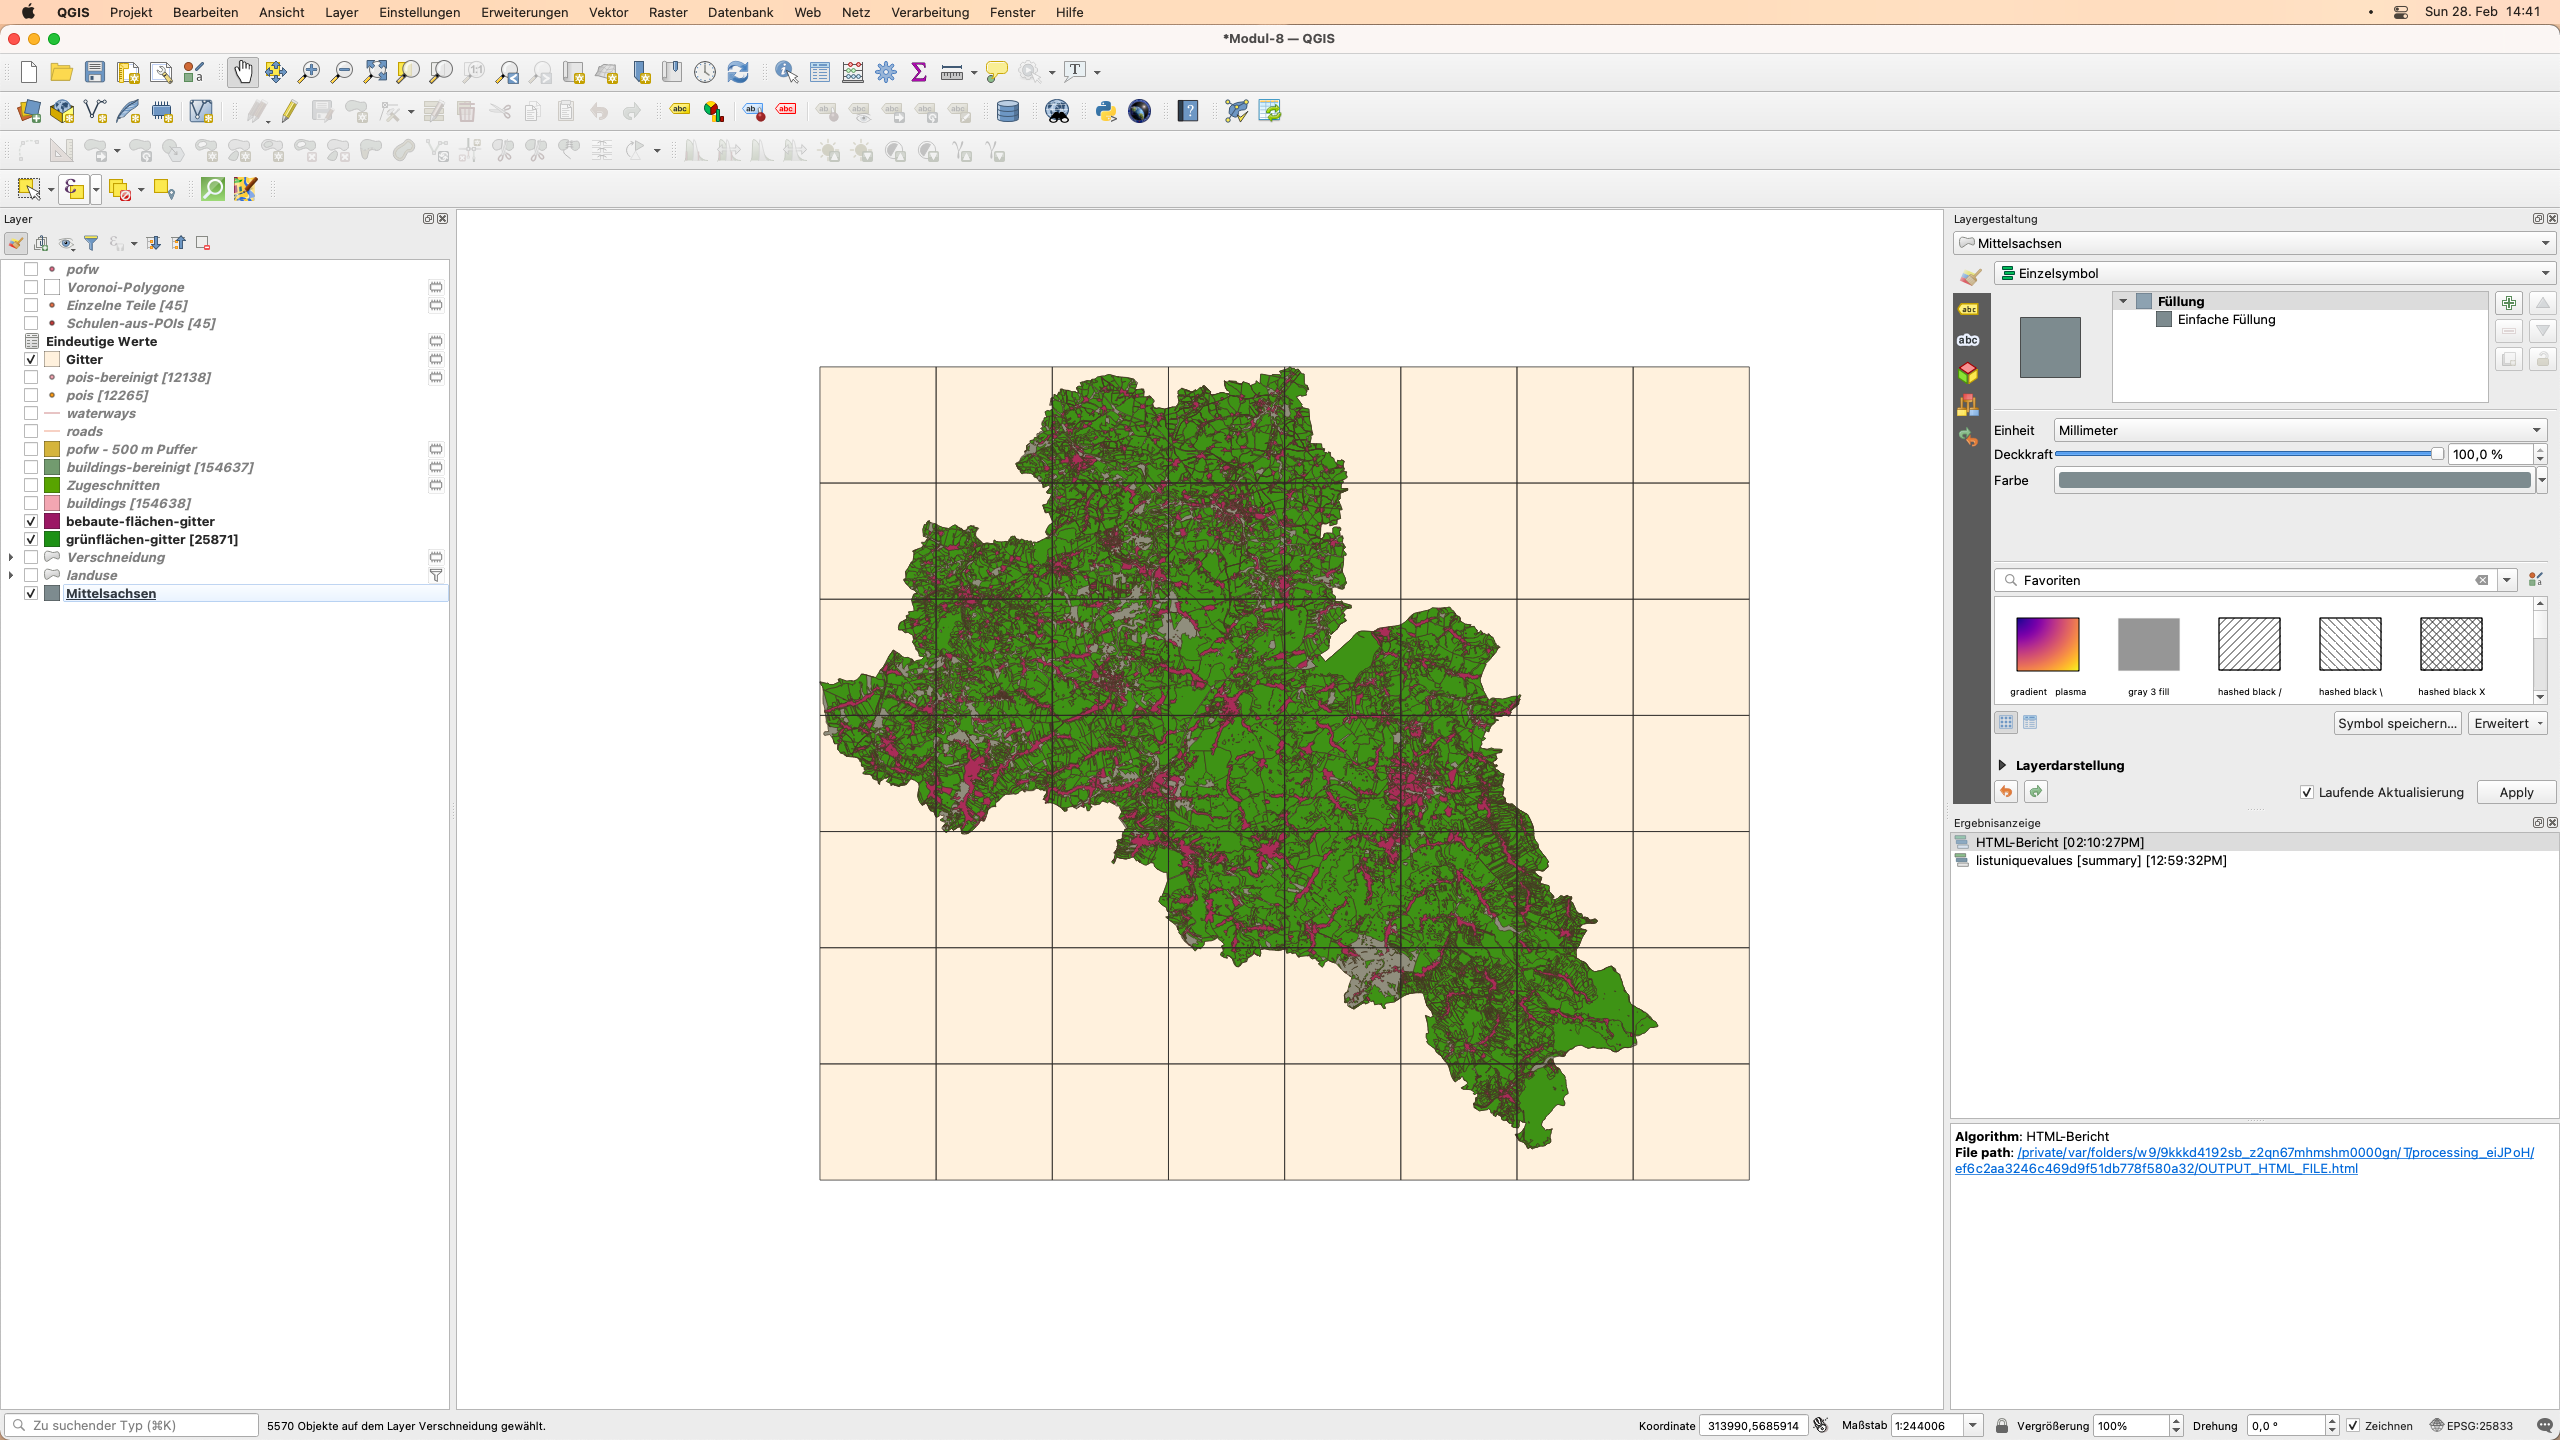 QGIS Projekt Bearbeiten Ansicht Layer Einstellungen Erweiterungen Vektor Raster Datenbank Web Netz Verarbeitung Fenster Hilfe Sun 28. Feb 14:41
*Modul-8 — QGIS
Layer
pofw
Voronoi-Polygone
Einzelne Teile [45]
Schulen-aus-POIs [45]
Eindeutige Werte
Gitter
pois-bereinigt [12138]
pois [12265]
waterways
roads
pofw - 500 m Puffer
buildings-bereinigt [154637]
Zugeschnitten
buildings [154638]
bebaute-flächen-gitter
grünflächen-gitter [25871]
Verschneidung
landuse
Mittelsachsen
Layergestaltung
Mittelsachsen
Einzelsymbol
Füllung
Einfache Füllung
Einheit Millimeter
Deckkraft 100,0 %
Farbe
Favoriten
gradient plasma gray 3 fill hashed black / hashed black \ hashed black X
Symbol speichern... Erweitert
Layerdarstellung
Laufende Aktualisierung Apply
Ergebnisanzeige
HTML-Bericht [02:10:27PM]
listuniquevalues [summary] [12:59:32PM]
Algorithm: HTML-Bericht
File path: /private/var/folders/w9/9kkkd4192sb_z2qn67mhmshm0000gn/T/processing_eiJPoH/
ef6c2aa3246c469d9f51db778f580a32/OUTPUT_HTML_FILE.html
Zu suchender Typ (⌘K) 5570 Objekte auf dem Layer Verschneidung gewählt. Koordinate 313990,5685914 Maßstab 1:244006 Vergrößerung 100% Drehung 0,0 ° Zeichnen EPSG:25833